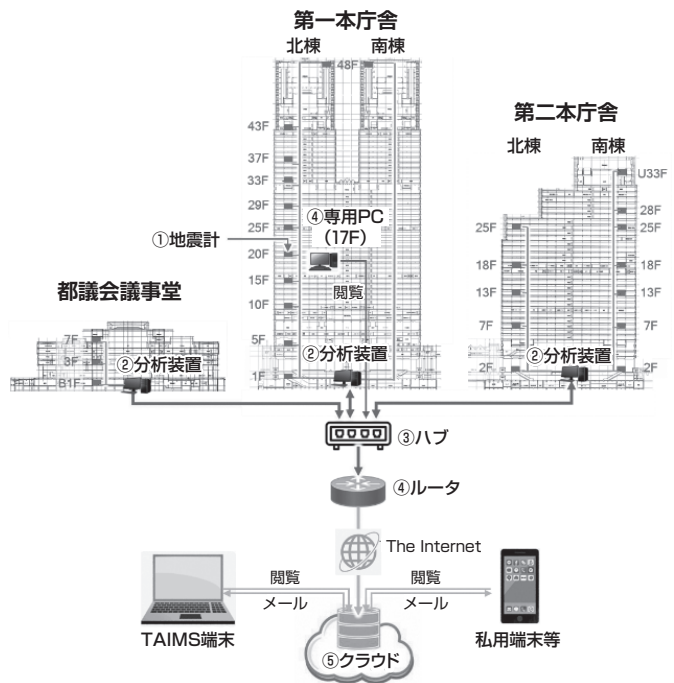 第一本庁舎
北棟 南棟
48F
43F
37F
33F
29F
25F
20F
15F
10F
5F
1F
①地震計
④専用PC
(17F)
閲覧
②分析装置
第二本庁舎
北棟 南棟
U33F
28F
25F 25F
18F 18F
13F 13F
7F 7F
2F 2F
②分析装置
都議会議事堂
7F
3F
B1F
②分析装置
③ハブ
④ルータ
The Internet
閲覧 閲覧
メール メール
TAIMS端末
私用端末等
⑤クラウド